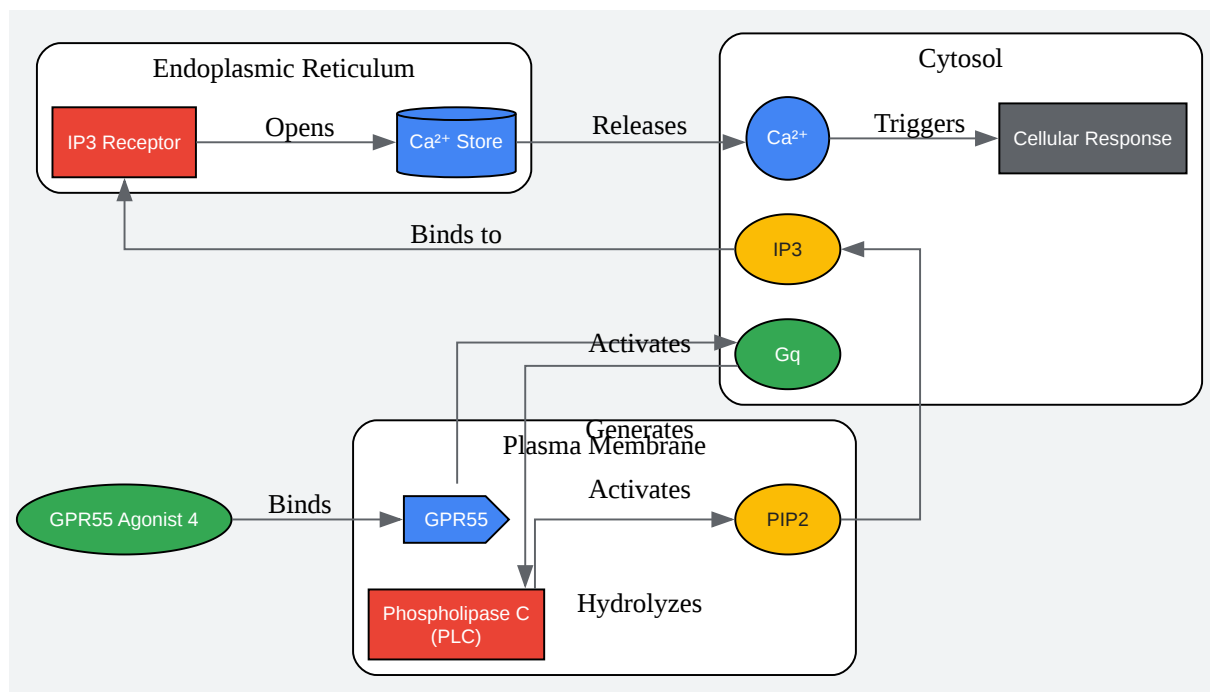 Endoplasmic Reticulum
Cytosol
IP3 Receptor
Opens
Ca²⁺ Store
Releases
Ca²⁺
Triggers
Cellular Response
Binds to
IP3
Activates
Gq
Generates
Plasma Membrane
Activates
GPR55 Agonist 4
Binds
GPR55
PIP2
Hydrolyzes
Phospholipase C
(PLC)